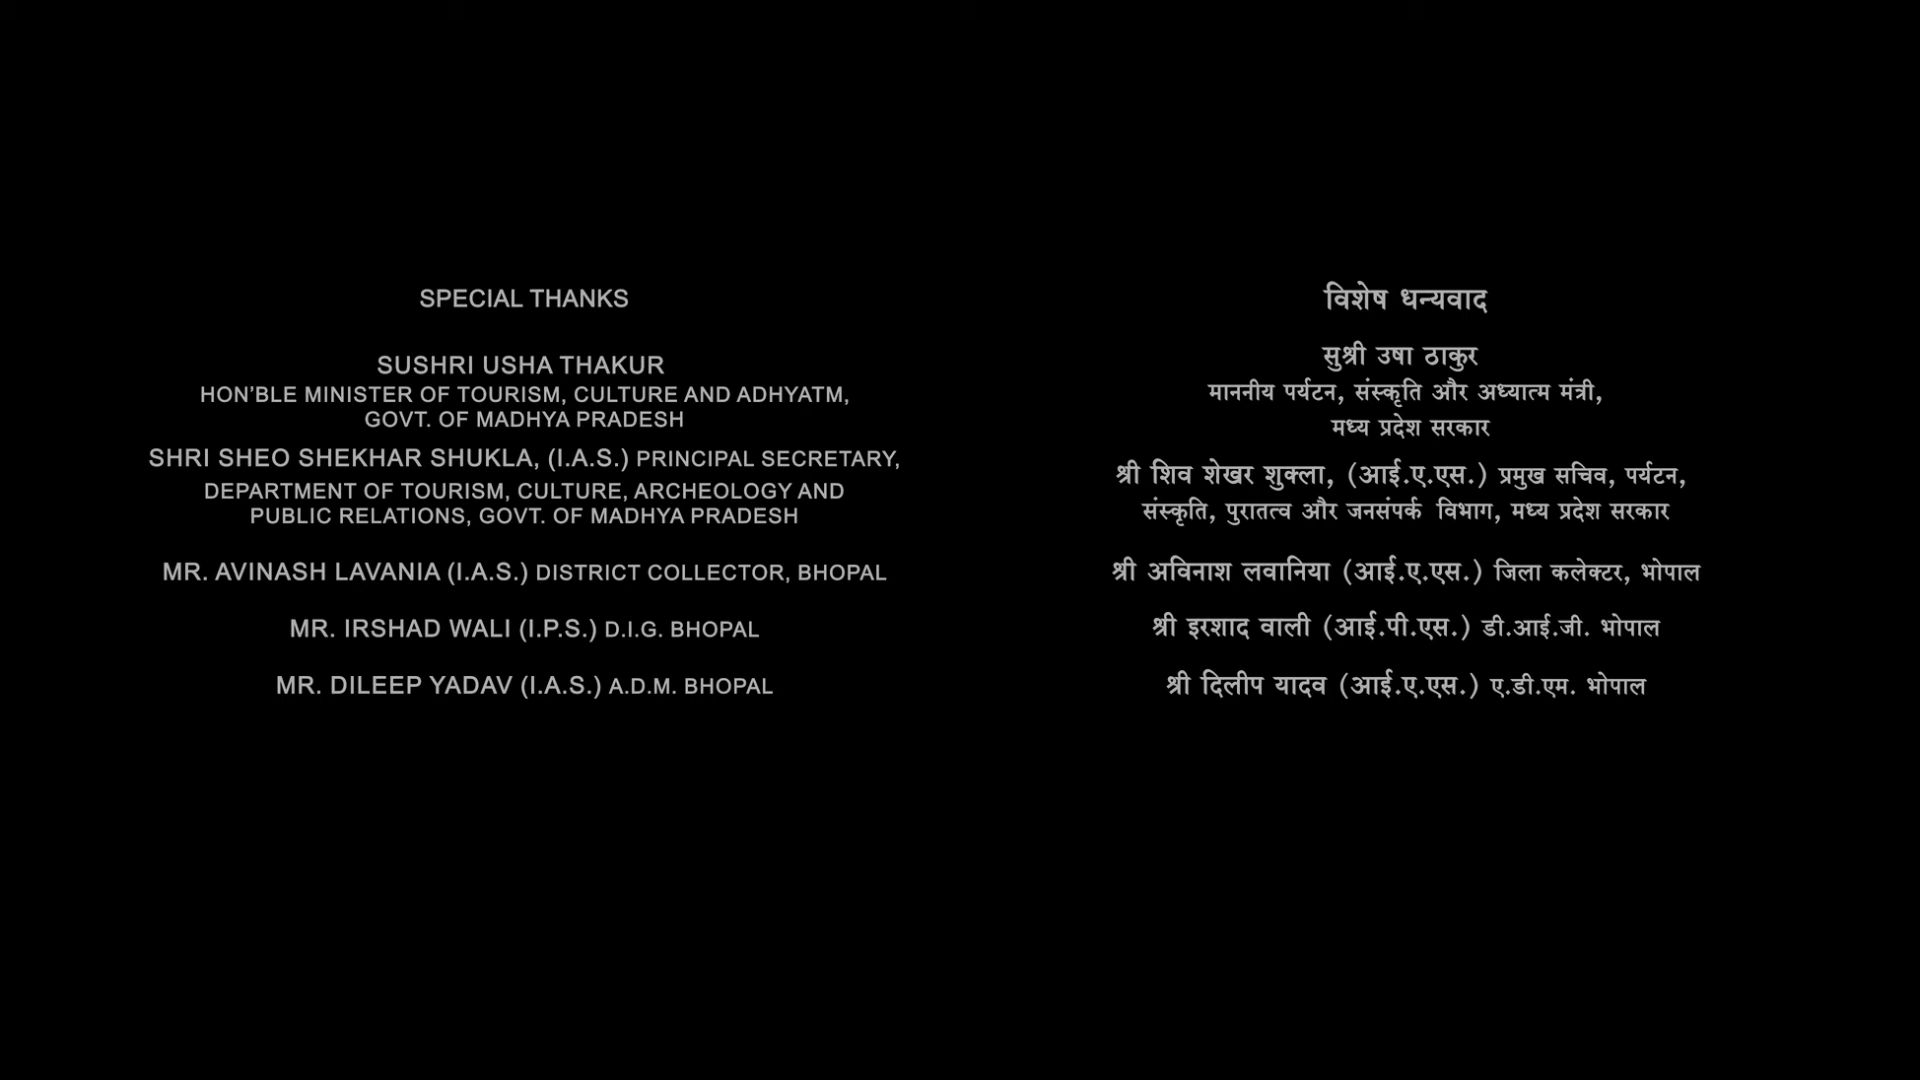 SPECIAL THANKS
SUSHRI USHA THAKUR
HON'BLE MINISTER OF TOURISM, CULTURE AND ADHYATM,
GOVT. OF MADHYA PRADESH
SHRI SHEO SHEKHAR SHUKLA, (I.A.S.) PRINCIPAL SECRETARY,
DEPARTMENT OF TOURISM, CULTURE, ARCHEOLOGY AND
PUBLIC RELATIONS, GOVT. OF MADHYA PRADESH
MR. AVINASH LAVANIA (I.A.S.) DISTRICT COLLECTOR, BHOPAL
MR. IRSHAD WALI (I.P.S.) D.I.G. BHOPAL
MR. DILEEP YADAV (I.A.S.) A.D.M. BHOPAL
विशेष धन्यवाद
सुश्री उषा ठाकुर
माननीय पर्यटन, संस्कृति और अध्यात्म मंत्री,
मध्य प्रदेश सरकार
श्री शिव शेखर शुक्ला, (आई.ए.एस.) प्रमुख सचिव, पर्यटन,
संस्कृति, पुरातत्व और जनसंपर्क विभाग, मध्य प्रदेश सरकार
श्री अविनाश लवानिया (आई.ए.एस.) जिला कलेक्टर, भोपाल
श्री इरशाद वाली (आई.पी.एस.) डी.आई.जी. भोपाल
श्री दिलीप यादव (आई.ए.एस.) ए.डी.एम. भोपाल